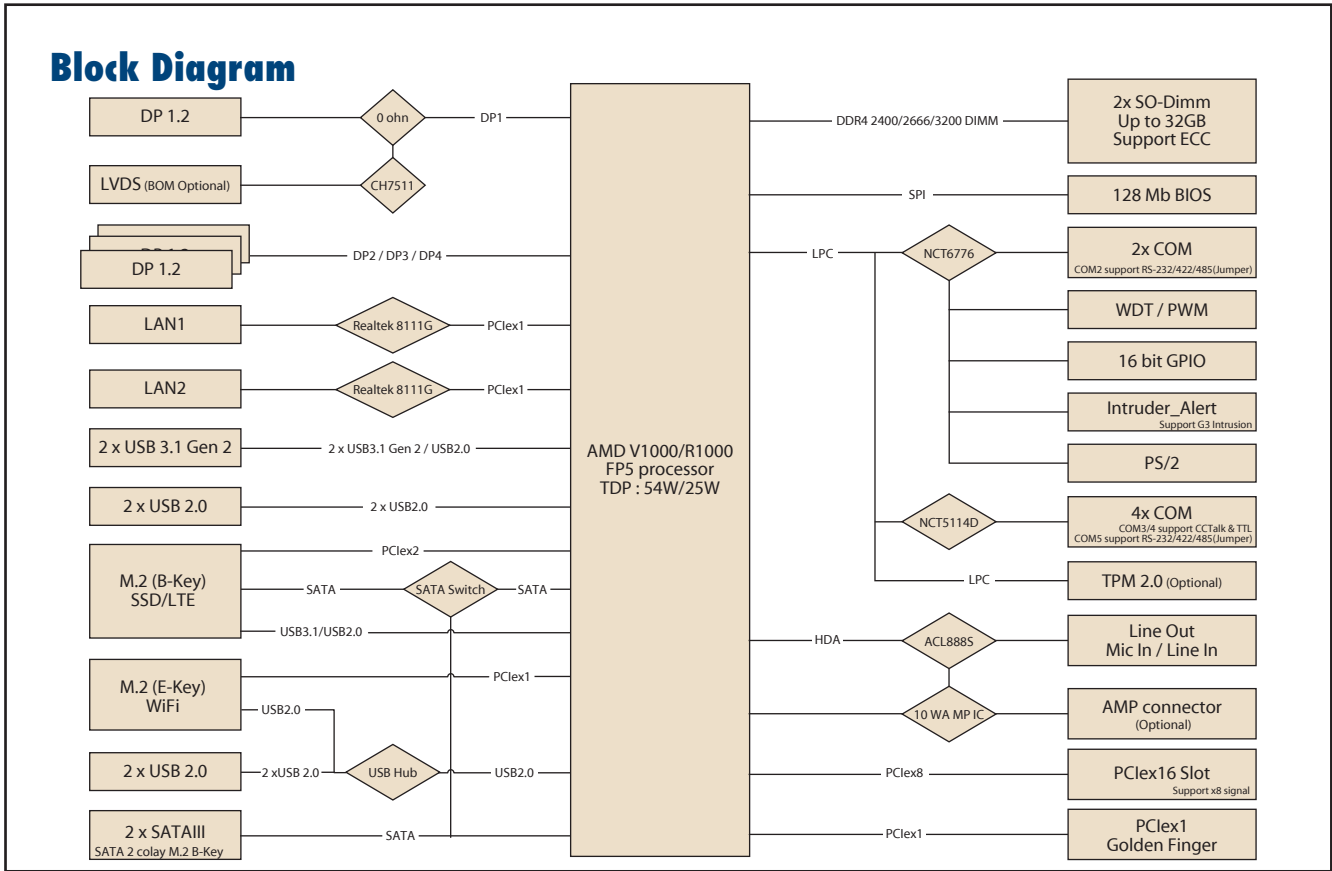 Block Diagram
DP 1.2
0 ohn
DP1
LVDS (BOM Optional)
CH7511
DP 1.2
DP2 / DP3 / DP4
LAN1
Realtek 8111G
PCIex1
LAN2
Realtek 8111G
PCIex1
2 x USB 3.1 Gen 2
2 x USB3.1 Gen 2 / USB2.0
2 x USB 2.0
2 x USB2.0
M.2 (B-Key)
SSD/LTE
PCIex2
SATA
SATA Switch
SATA
USB3.1/USB2.0
M.2 (E-Key)
WiFi
PCIex1
USB2.0
2 x USB 2.0
2 xUSB 2.0
USB Hub
USB2.0
2 x SATAIII
SATA 2 colay M.2 B-Key
SATA
AMD V1000/R1000
FP5 processor
TDP : 54W/25W
DDR4 2400/2666/3200 DIMM
2x SO-Dimm
Up to 32GB
Support ECC
SPI
128 Mb BIOS
LPC
NCT6776
2x COM
COM2 support RS-232/422/485(Jumper)
WDT / PWM
16 bit GPIO
Intruder_Alert
Support G3 Intrusion
PS/2
NCT5114D
4x COM
COM3/4 support CCTalk & TTL
COM5 support RS-232/422/485(Jumper)
LPC
TPM 2.0 (Optional)
HDA
ACL888S
Line Out
Mic In / Line In
10 WA MP IC
AMP connector
(Optional)
PCIex8
PCIex16 Slot
Support x8 signal
PCIex1
PCIex1
Golden Finger